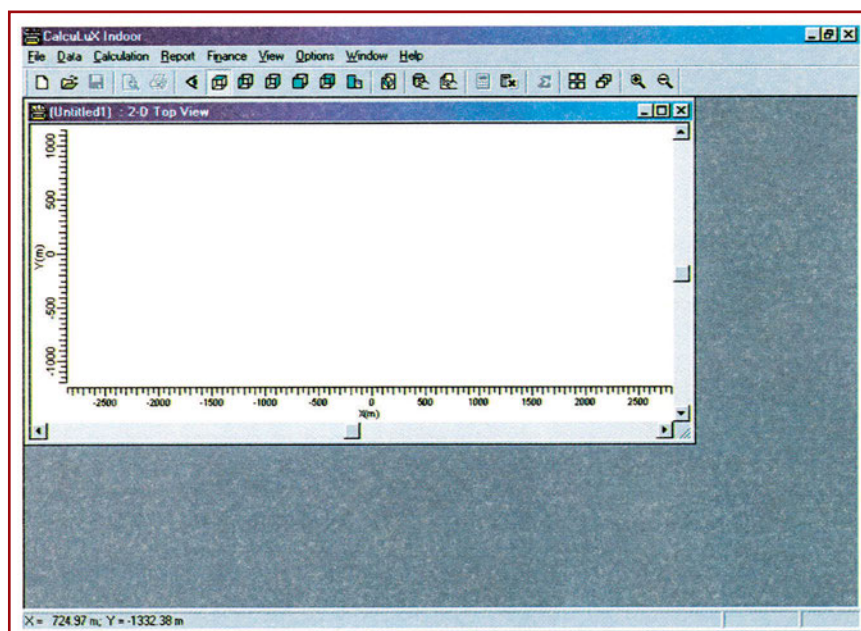 CalcuLuX Indoor
File Data Calculation Report Finance View Options Window Help
(Untitled1) : 2-D Top View
1000
500
0
-500
-1000
Y(m)
-2500 -2000 -1500 -1000 -500 0 500 1000 1500 2000 2500
X(m)
X = 724.97 m; Y = -1332.38 m